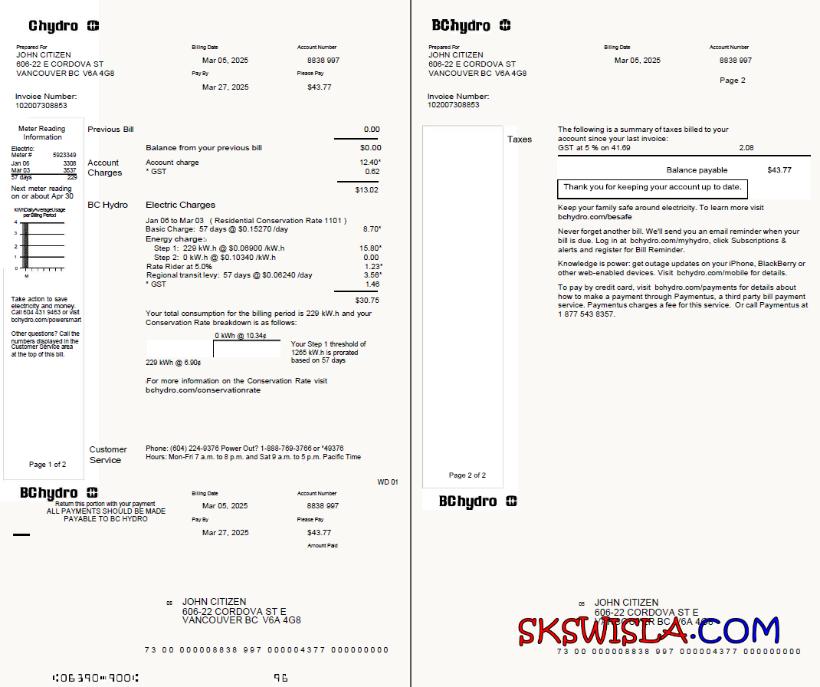 BChydro
Prepared For
JOHN CITIZEN
606-22 E CORDOVA ST
VANCOUVER BC V6A 4G8
Billing Date
Mar 05, 2025
Account Number
8838 997
Pay By
Mar 27, 2025
Please Pay
$43.77
Invoice Number:
102007308853
Meter Reading
Information
Electric:
Meter # 5923349
Jan 06 3308
Mar 03 3537
57 days 229
Next meter reading
on or about Apr 30
kWh Daily Average Usage
per Billing Period
4
3
2
1
0
M
Take action to save
electricity and money.
Call 604 431 9463 or visit
bchydro.com/powersmart
Other questions? Call the
numbers displayed in the
Customer Service area
at the top of this bill.
Page 1 of 2
Previous Bill 0.00
Balance from your previous bill $0.00
Account
Charges
Account charge 12.40*
* GST 0.62
$13.02
BC Hydro Electric Charges
Jan 06 to Mar 03 ( Residential Conservation Rate 1101 )
Basic Charge: 57 days @ $0.15270 /day 8.70*
Energy charge:
Step 1: 229 kW.h @ $0.06900 /kW.h 15.80*
Step 2: 0 kW.h @ $0.10340 /kW.h 0.00
Rate Rider at 5.0% 1.23*
Regional transit levy: 57 days @ $0.06240 /day 3.56*
* GST 1.46
$30.75
Your total consumption for the billing period is 229 kW.h and your
Conservation Rate breakdown is as follows:
0 kWh @ 10.34¢
229 kWh @ 6.90¢
Your Step 1 threshold of
1265 kW.h is prorated
based on 57 days
For more information on the Conservation Rate visit
bchydro.com/conservationrate
Customer
Service
Phone: (604) 224-9376 Power Out? 1-888-769-3766 or *49376
Hours: Mon-Fri 7 a.m. to 8 p.m. and Sat 9 a.m. to 5 p.m. Pacific Time
WD 01
BChydro
Return this portion with your payment
ALL PAYMENTS SHOULD BE MADE
PAYABLE TO BC HYDRO
Billing Date
Mar 05, 2025
Account Number
8838 997
Pay By
Mar 27, 2025
Please Pay
$43.77
Amount Paid
05 JOHN CITIZEN
606-22 CORDOVA ST E
VANCOUVER BC V6A 4G8
73 00 000008838 997 000004377 000000000
⑆06390⑉900⑆ 96
BChydro
Prepared For
JOHN CITIZEN
606-22 E CORDOVA ST
VANCOUVER BC V6A 4G8
Billing Date
Mar 05, 2025
Account Number
8838 997
Page 2
Invoice Number:
102007308853
Taxes
The following is a summary of taxes billed to your
account since your last invoice:
GST at 5 % on 41.69 2.08
Balance payable $43.77
Thank you for keeping your account up to date.
Keep your family safe around electricity. To learn more visit
bchydro.com/besafe
Never forget another bill. We'll send you an email reminder when your
bill is due. Log in at bchydro.com/myhydro, click Subscriptions &
alerts and register for Bill Reminder.
Knowledge is power: get outage updates on your iPhone, BlackBerry or
other web-enabled devices. Visit bchydro.com/mobile for details.
To pay by credit card, visit bchydro.com/payments for details about
how to make a payment through Paymentus, a third party bill payment
service. Paymentus charges a fee for this service. Or call Paymentus at
1 877 543 8357.
Page 2 of 2
BChydro
05 JOHN CITIZEN
606-22 CORDOVA ST E
VANCOUVER BC V6A 4G8
SKSWISLA.COM
73 00 000008838 997 000004377 000000000